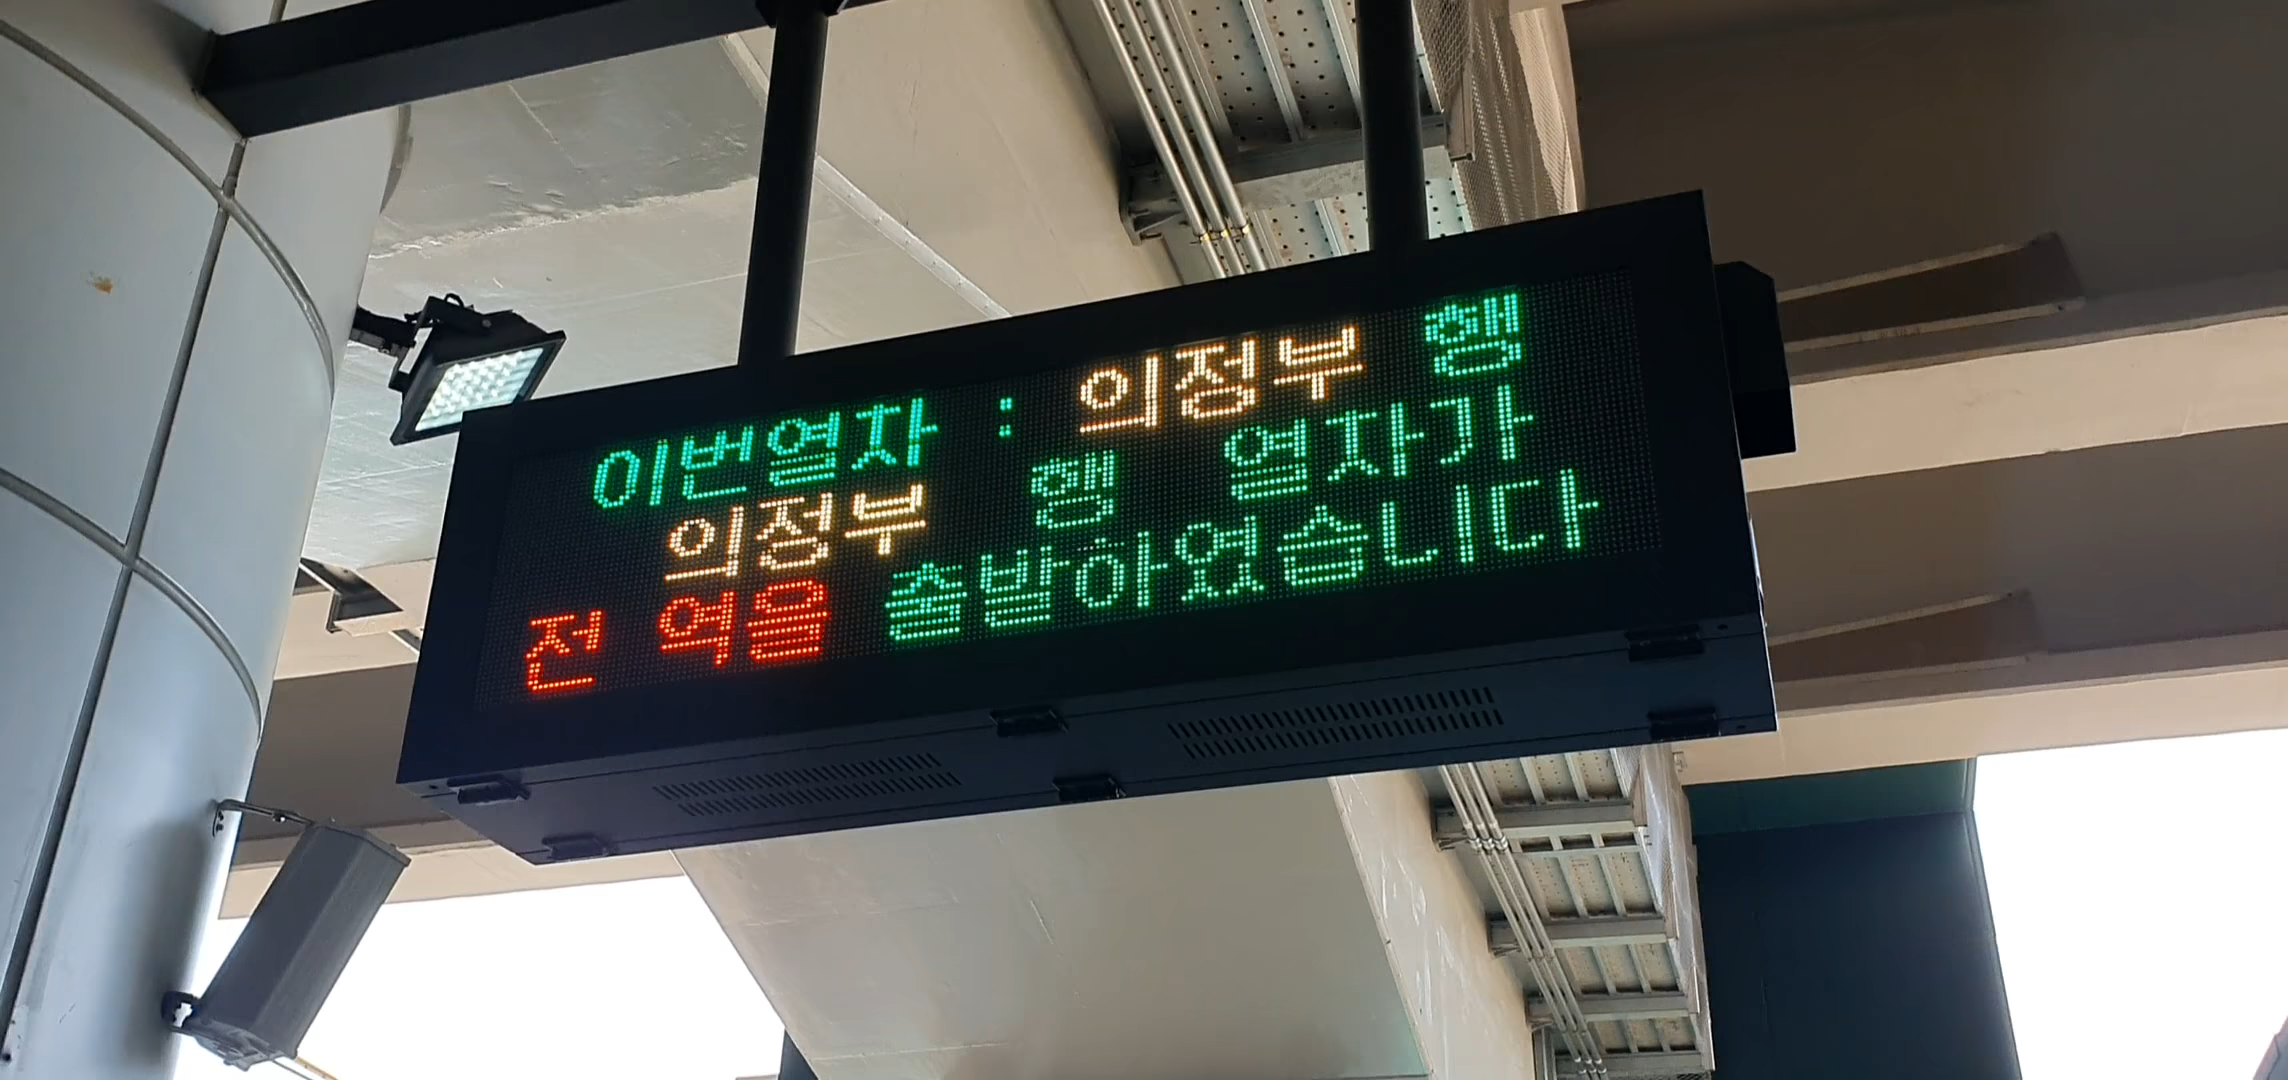 이번열차 : 의정부 행
의정부 행 열차가
전 역을 출발하였습니다